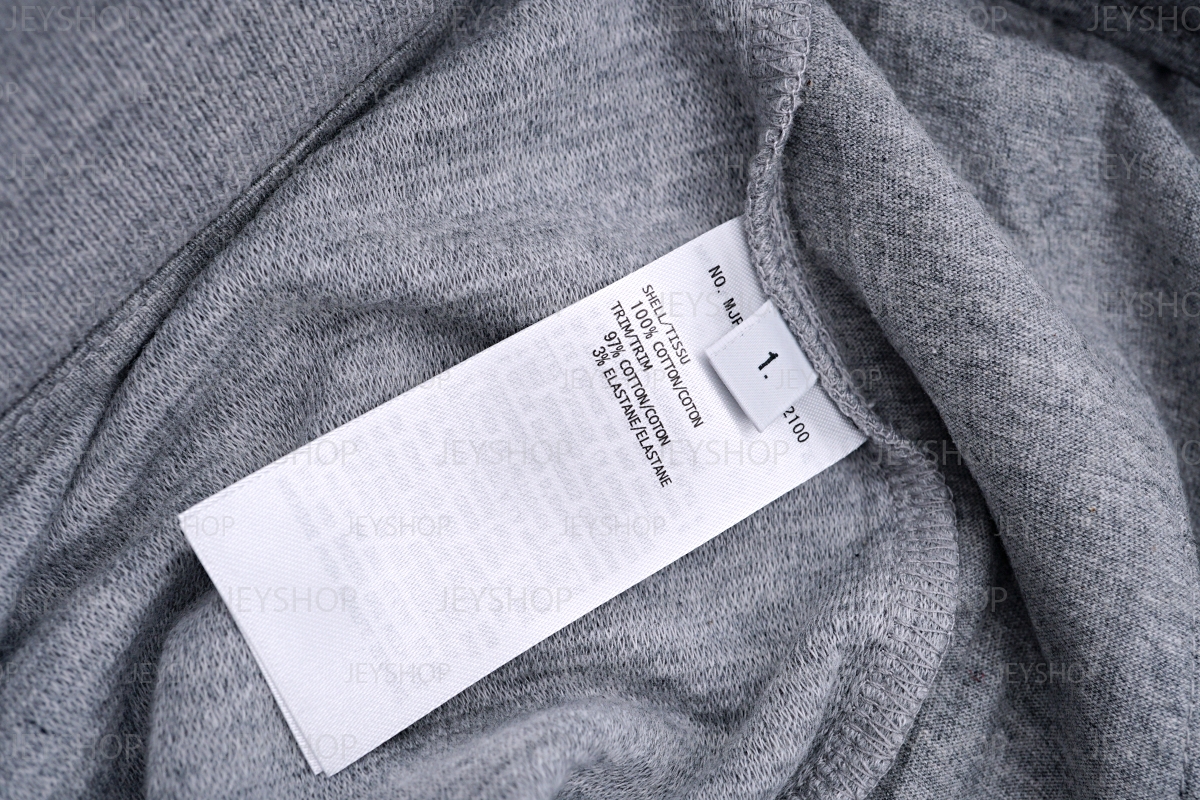 NO. MJF
2100
1.
SHELL/TISSU
100% COTTON/COTON
TRIM/TRIM
97% COTTON/COTON
3% ELASTANE/ELASTANE
JEYSHOP